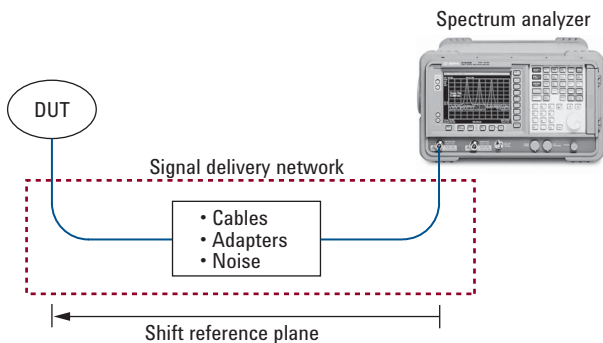 Spectrum analyzer
DUT
Signal delivery network
• Cables
• Adapters
• Noise
Shift reference plane